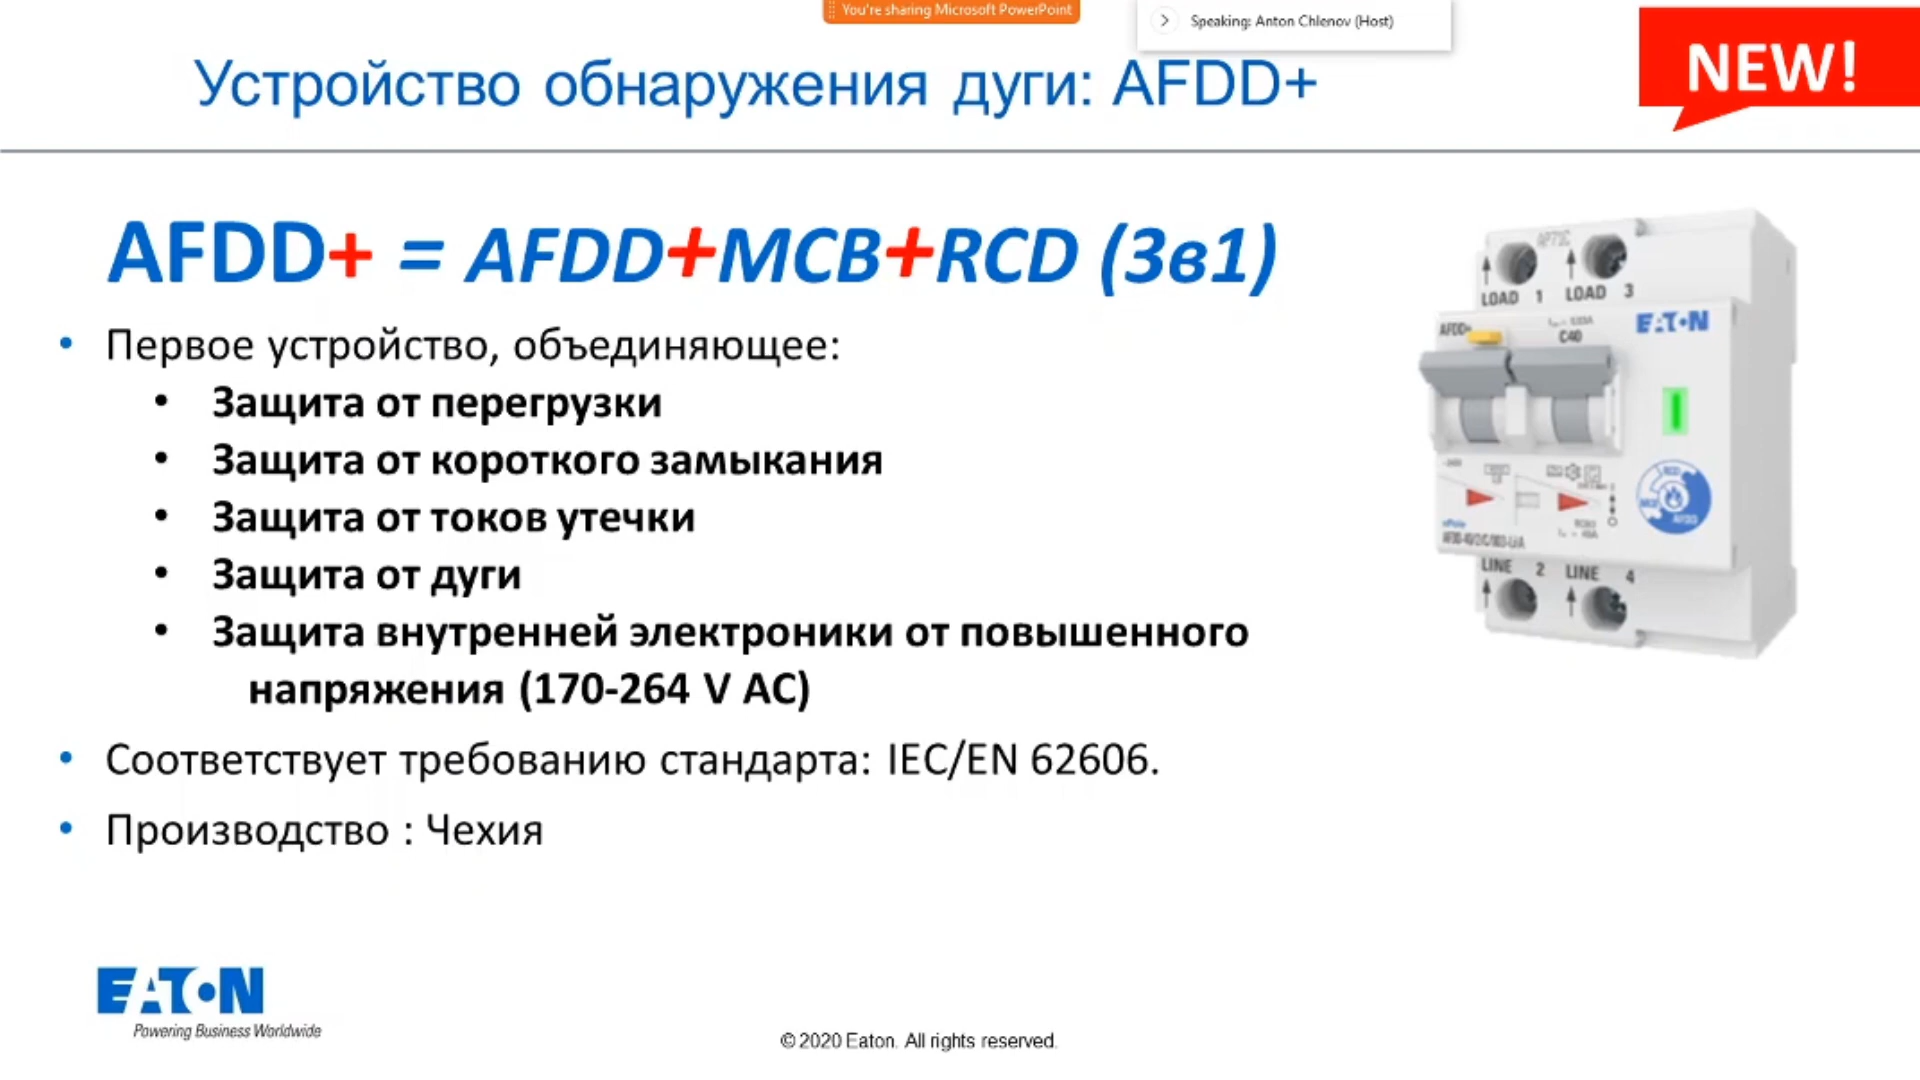 You're sharing Microsoft PowerPoint
Speaking: Anton Chlenov (Host)
NEW!
Устройство обнаружения дуги: AFDD+
AFDD+ = AFDD+MCB+RCD (3в1)
• Первое устройство, объединяющее:
• Защита от перегрузки
• Защита от короткого замыкания
• Защита от токов утечки
• Защита от дуги
• Защита внутренней электроники от повышенного
напряжения (170-264 V AC)
• Соответствует требованию стандарта: IEC/EN 62606.
• Производство : Чехия
LOAD 1 LOAD 3
AFDD+
EATON
C40
RCD
MCB
AFDD
LINE 2 LINE 4
EATON
Powering Business Worldwide
© 2020 Eaton. All rights reserved.